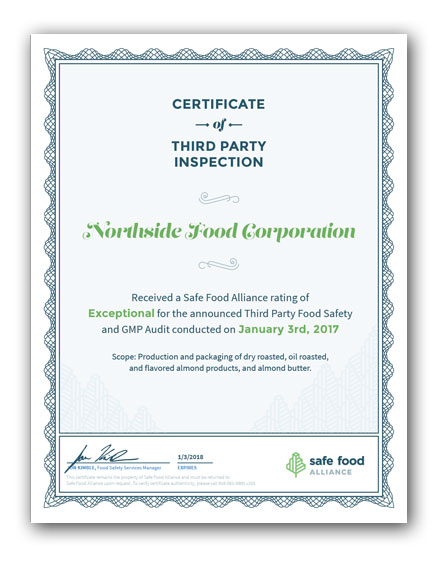 CERTIFICATE
of
THIRD PARTY
INSPECTION
Northside Food Corporation
Received a Safe Food Alliance rating of
Exceptional for the announced Third Party Food Safety
and GMP Audit conducted on January 3rd, 2017
Scope: Production and packaging of dry roasted, oil roasted,
and flavored almond products, and almond butter.
1/3/2018
KIMBLE, Food Safety Services Manager
EXPIRES
This certificate remains the property of Safe Food Alliance and must be returned to
Safe Food Alliance upon request. To verify certificate authenticity, please call
safe food
ALLIANCE